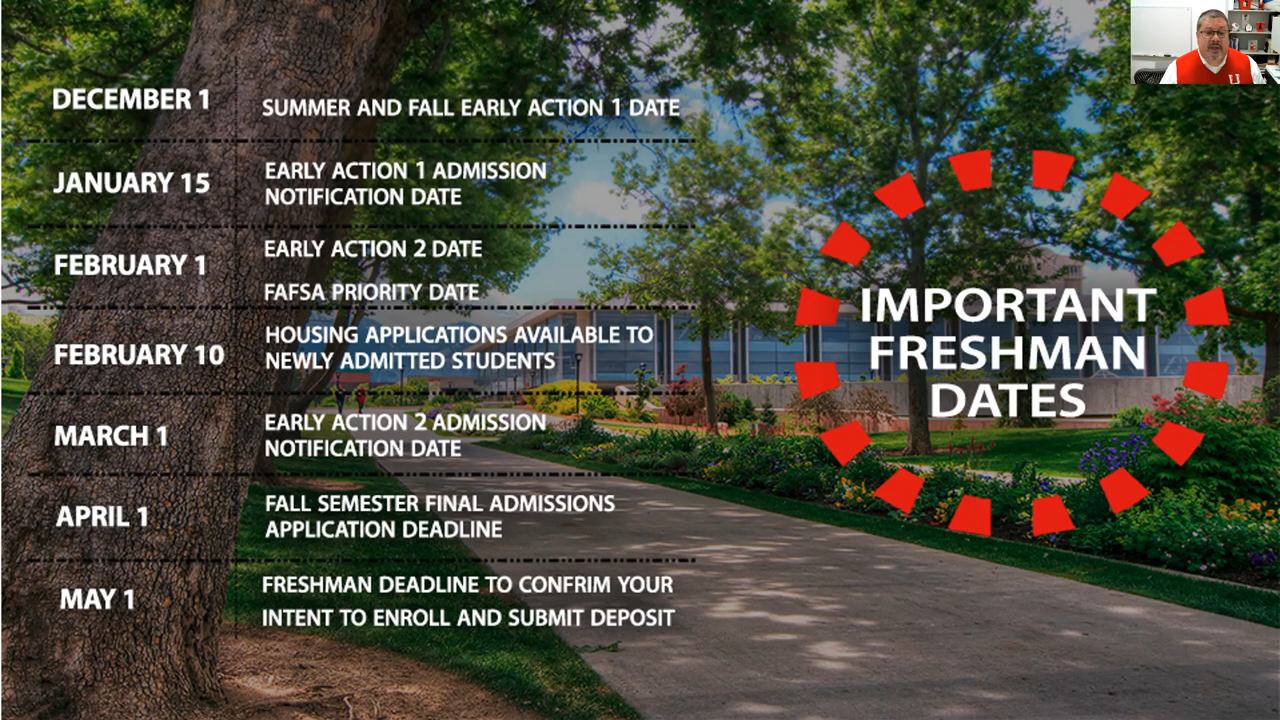 DECEMBER 1
SUMMER AND FALL EARLY ACTION 1 DATE
JANUARY 15
EARLY ACTION 1 ADMISSION
NOTIFICATION DATE
FEBRUARY 1
EARLY ACTION 2 DATE
FAFSA PRIORITY DATE
FEBRUARY 10
HOUSING APPLICATIONS AVAILABLE TO
NEWLY ADMITTED STUDENTS
MARCH 1
EARLY ACTION 2 ADMISSION
NOTIFICATION DATE
APRIL 1
FALL SEMESTER FINAL ADMISSIONS
APPLICATION DEADLINE
MAY 1
FRESHMAN DEADLINE TO CONFRIM YOUR
INTENT TO ENROLL AND SUBMIT DEPOSIT
IMPORTANT
FRESHMAN
DATES
U